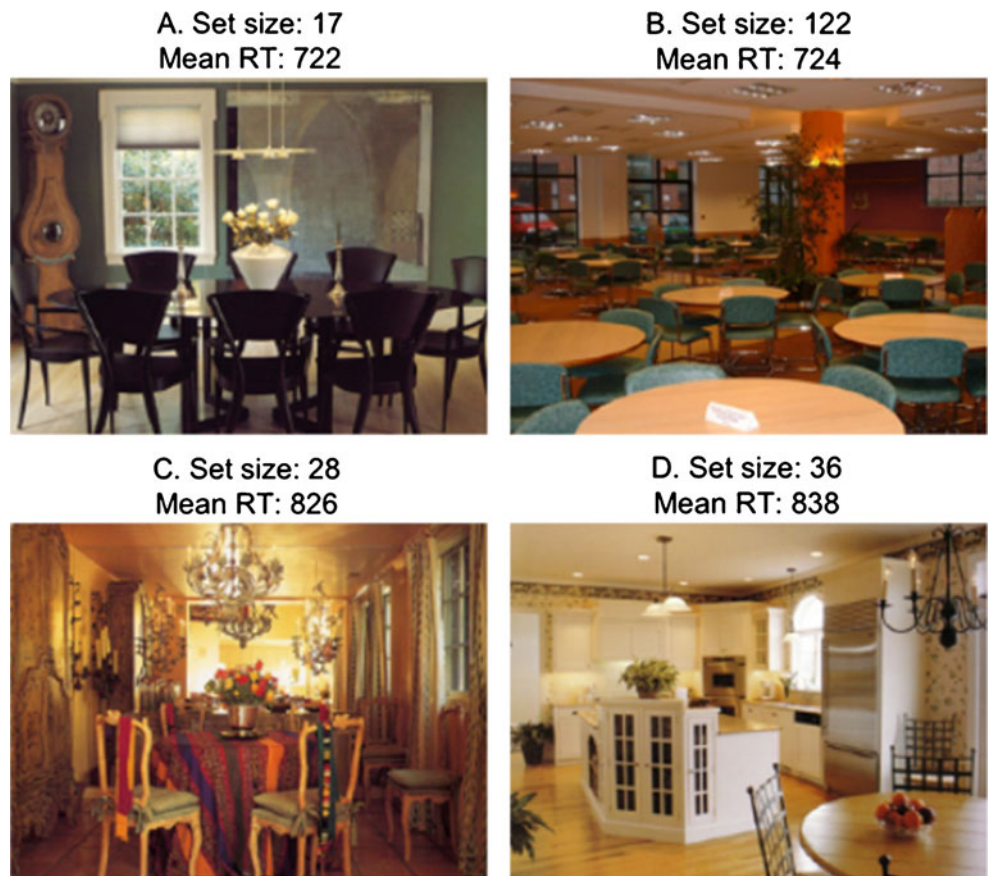 A. Set size: 17
Mean RT: 722
B. Set size: 122
Mean RT: 724
C. Set size: 28
Mean RT: 826
D. Set size: 36
Mean RT: 838